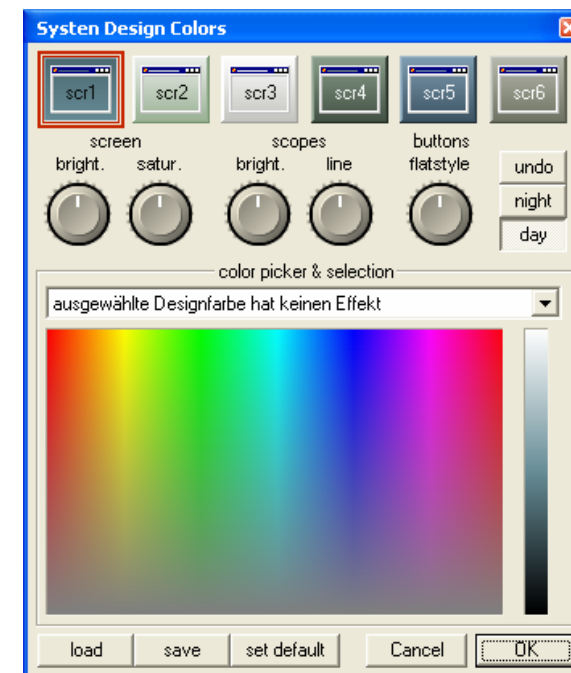 Systen Design Colors
scr1 scr2 scr3 scr4 scr5 scr6
screen scopes buttons
bright. satur. bright. line flatstyle
undo
night
day
color picker & selection
ausgewählte Designfarbe hat keinen Effekt
load save set default Cancel OK